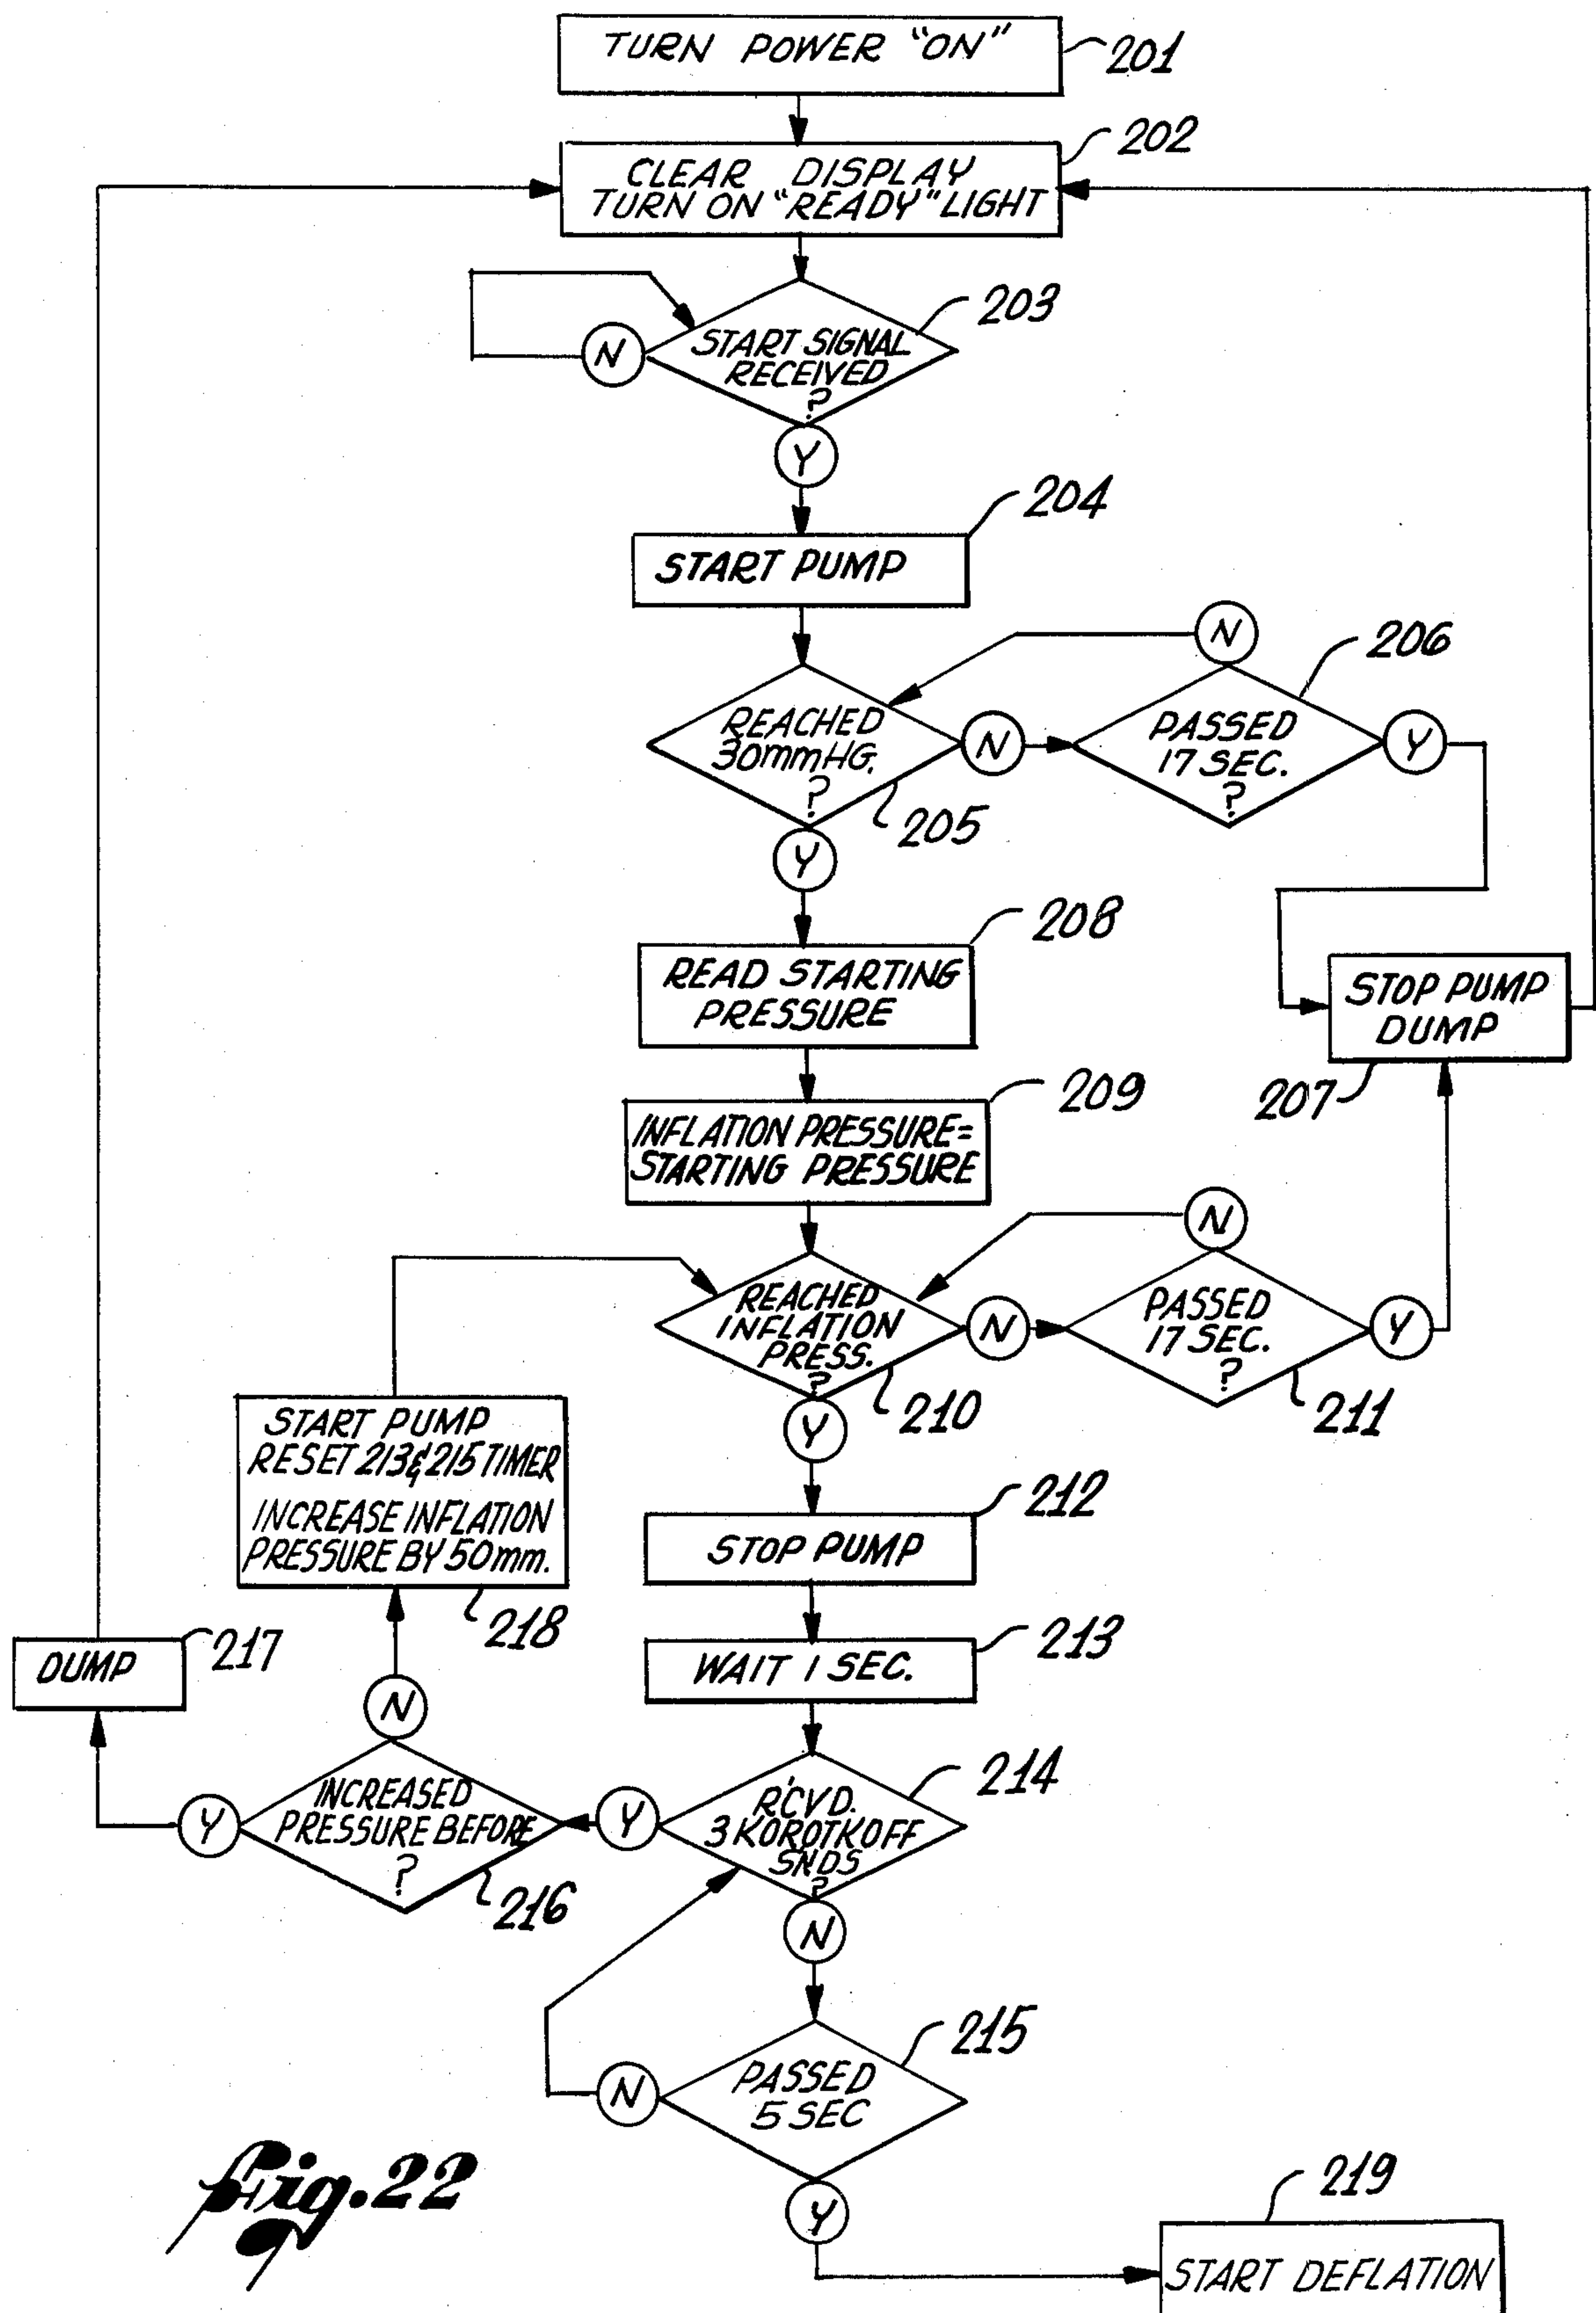 TURN POWER "ON"
201
202
CLEAR DISPLAY
TURN ON "READY" LIGHT
203
START SIGNAL
RECEIVED
?
N
Y
204
START PUMP
N
206
REACHED
30mmHG.
?
N
PASSED
17 SEC.
?
Y
205
Y
208
READ STARTING
PRESSURE
STOP PUMP
DUMP
207
209
INFLATION PRESSURE=
STARTING PRESSURE
N
REACHED
INFLATION
PRESS.
?
N
PASSED
17 SEC.
?
Y
210
211
Y
START PUMP
RESET 213&215 TIMER
INCREASE INFLATION
PRESSURE BY 50mm.
218
212
STOP PUMP
213
WAIT 1 SEC.
217
DUMP
N
214
INCREASED
PRESSURE BEFORE
?
Y
216
Y
R'CVD.
3 KOROTKOFF
SNDS
?
N
215
PASSED
5 SEC
N
Y
219
START DEFLATION
Fig.22